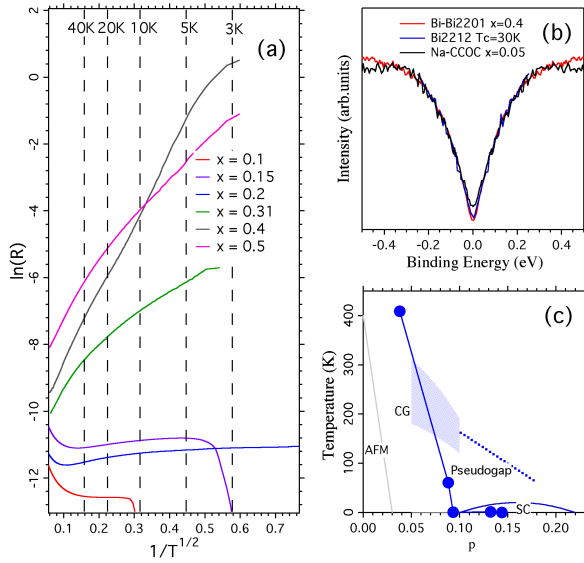 40K 20K 10K 5K 3K
(a)
0
-2
-4
-6
-8
-10
-12
ln(R)
x = 0.1
x = 0.15
x = 0.2
x = 0.31
x = 0.4
x = 0.5
0.1 0.2 0.3 0.4 0.5 0.6 0.7
1/T^1/2
(b)
Bi-Bi2201 x=0.4
Bi2212 Tc=30K
Na-CCOC x=0.05
Intensity (arb.units)
-0.4 -0.2 0.0 0.2 0.4
Binding Energy (eV)
(c)
400
300
200
100
0
Temperature (K)
CG
AFM
Pseudogap
SC
0.00 0.05 0.10 0.15 0.20
p